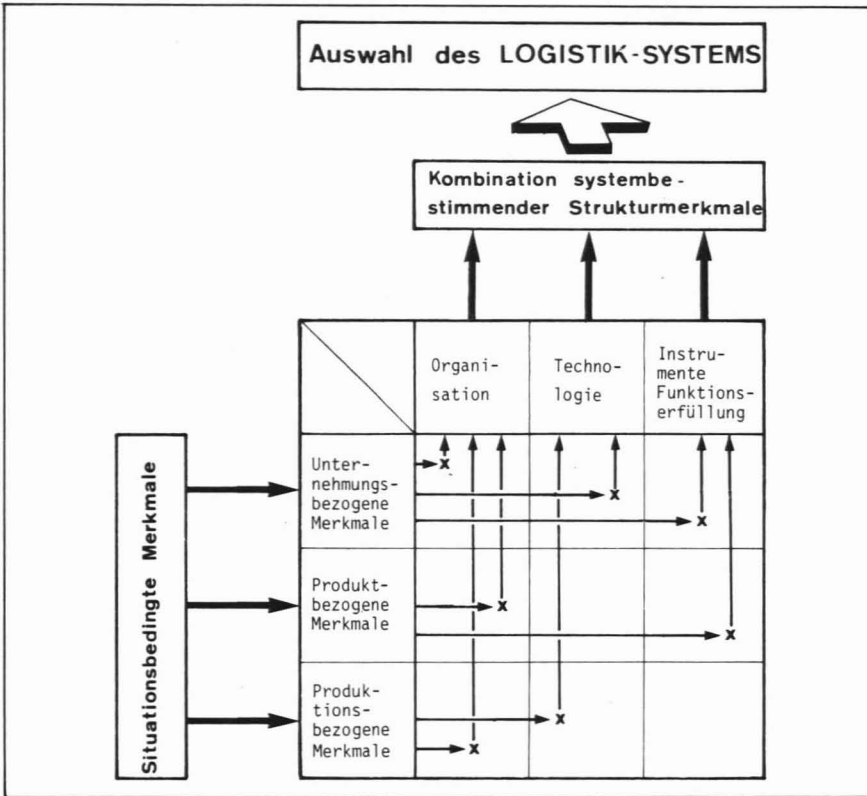 Auswahl des LOGISTIK-SYSTEMS
Kombination systembe-
stimmender Strukturmerkmale
Organi-
sation
Techno-
logie
Instru-
mente
Funktions-
erfüllung
Situationsbedingte Merkmale
Unter-
nehmungs-
bezogene
Merkmale
x
x
x
Produkt-
bezogene
Merkmale
x
x
Produk-
tions-
bezogene
Merkmale
x
x